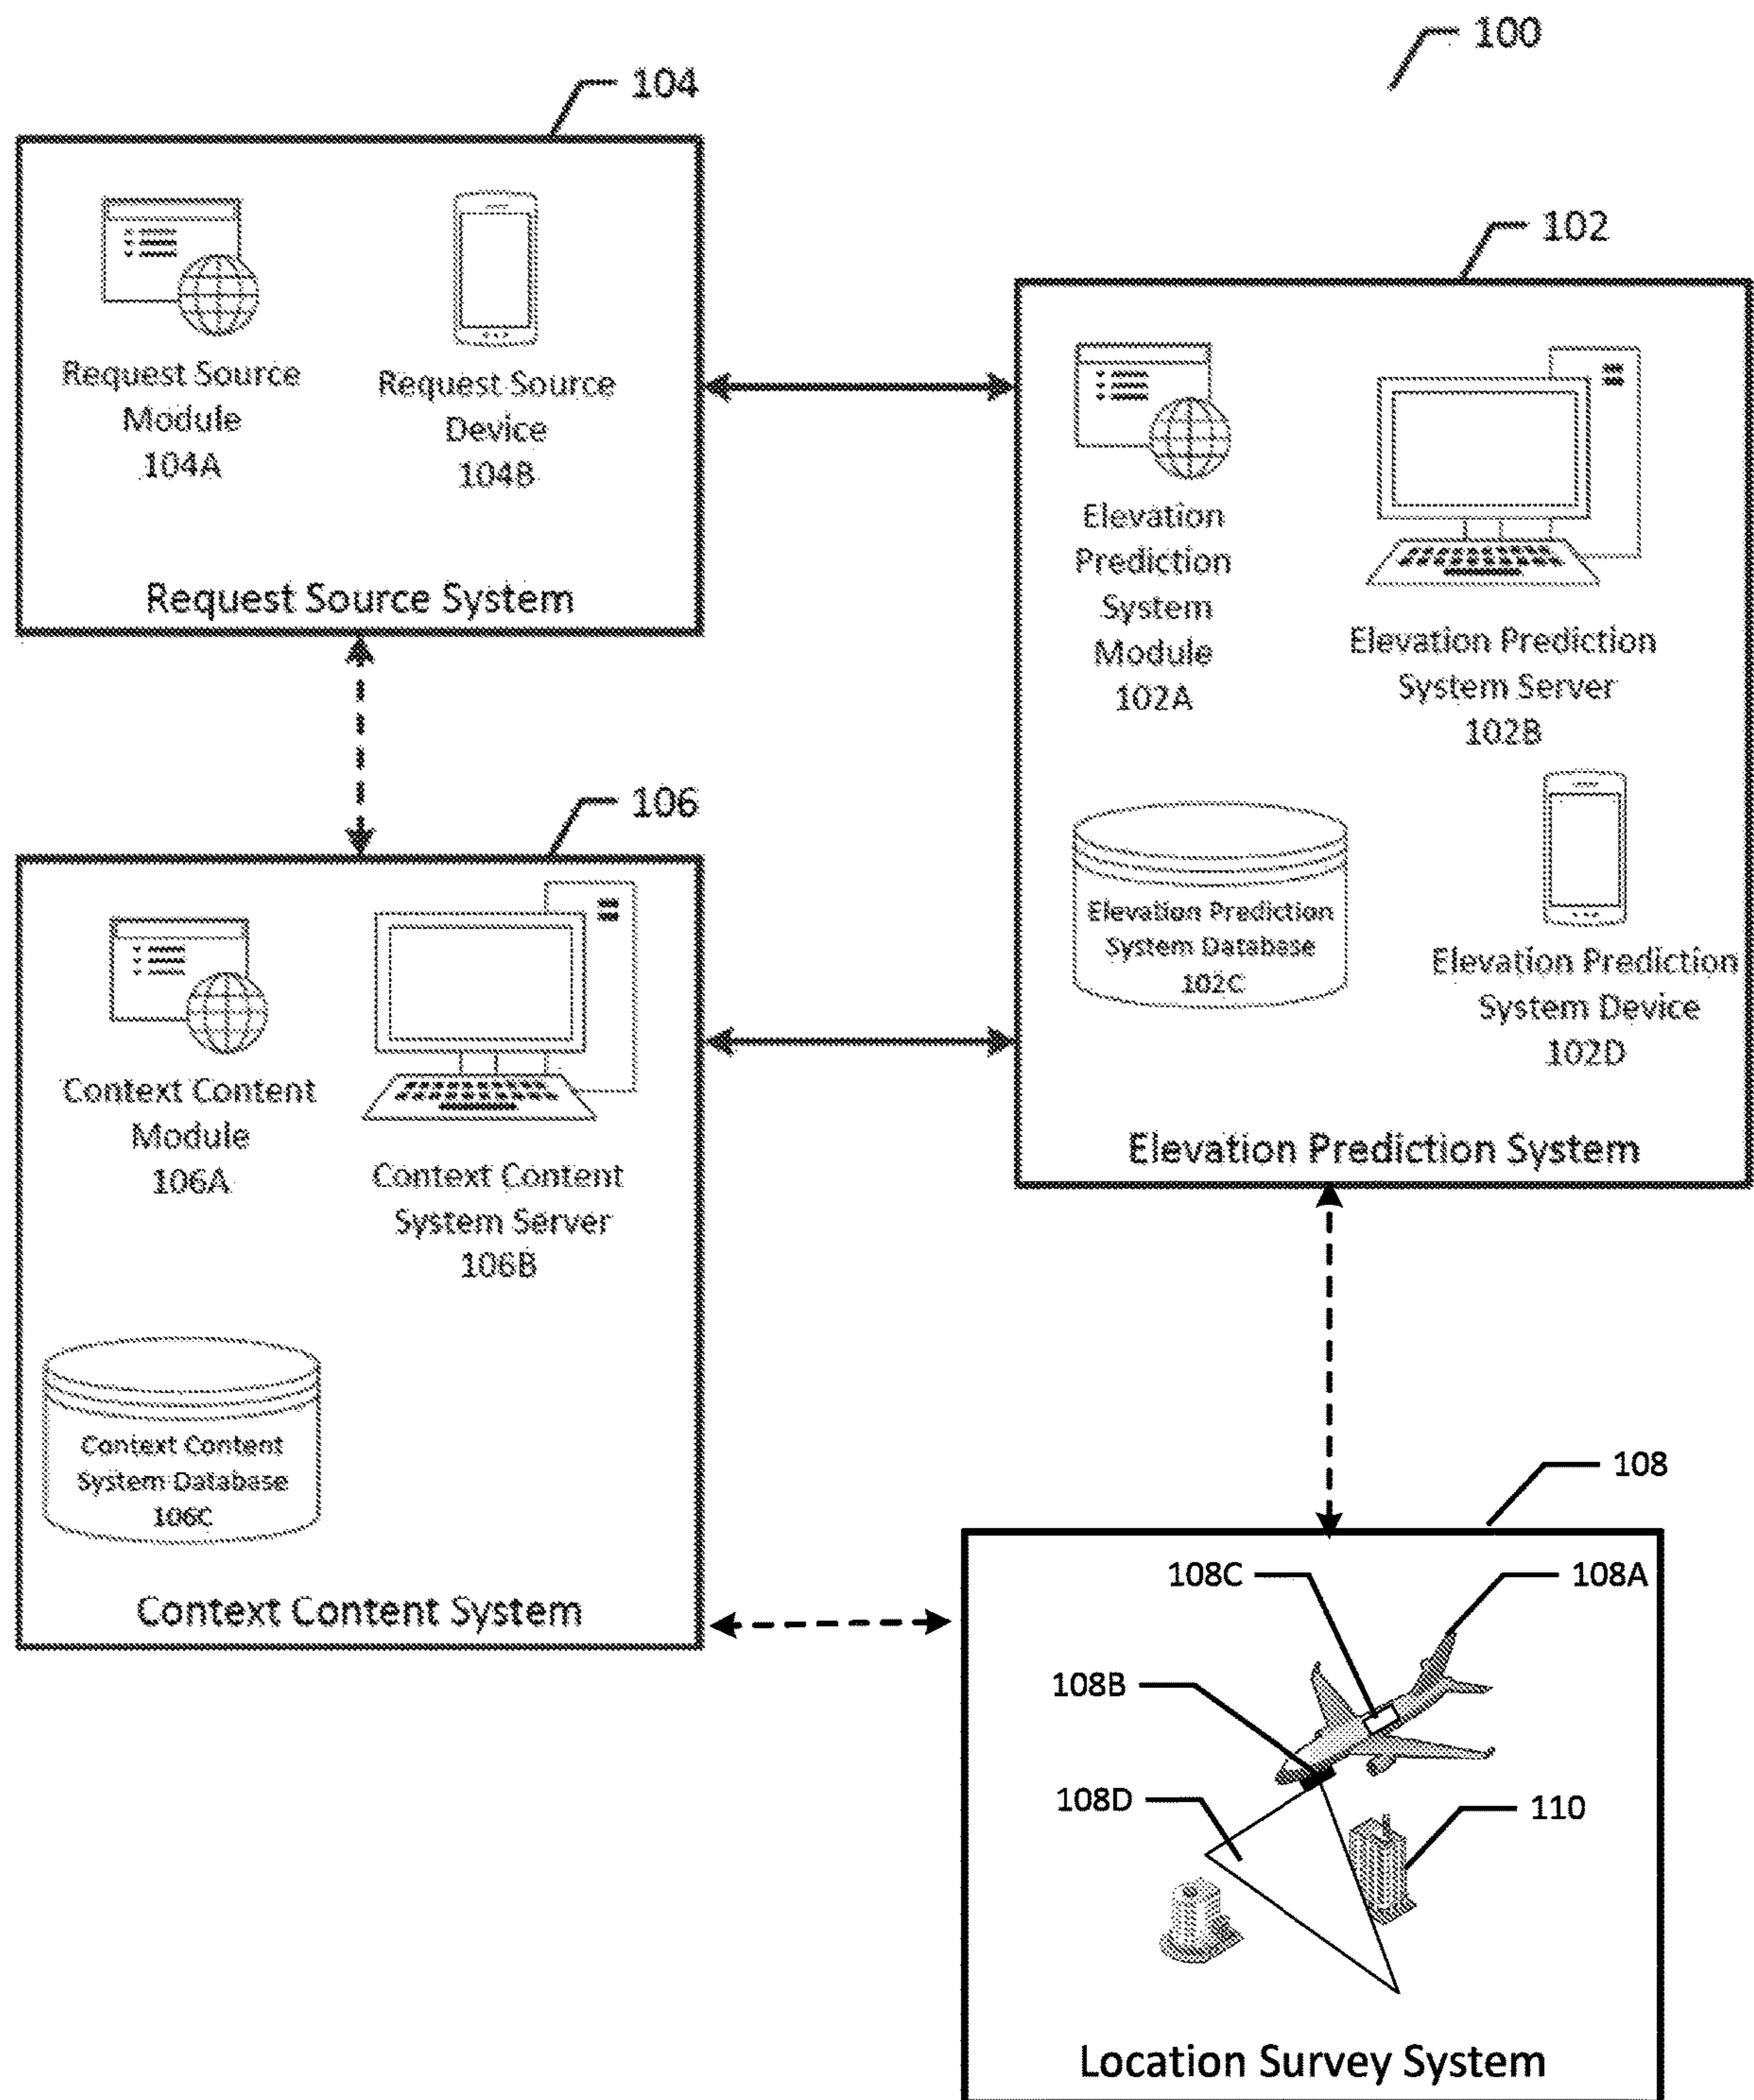 100
104
Request Source
Module
104A
Request Source
Device
104B
Request Source System
102
Elevation
Prediction
System
Module
102A
Elevation Prediction
System Server
102B
Elevation Prediction
System Database
102C
Elevation Prediction
System Device
102D
Elevation Prediction System
106
Context Content
Module
106A
Context Content
System Server
106B
Context Content
System Database
106C
Context Content System
108
108C
108A
108B
108D
110
Location Survey System